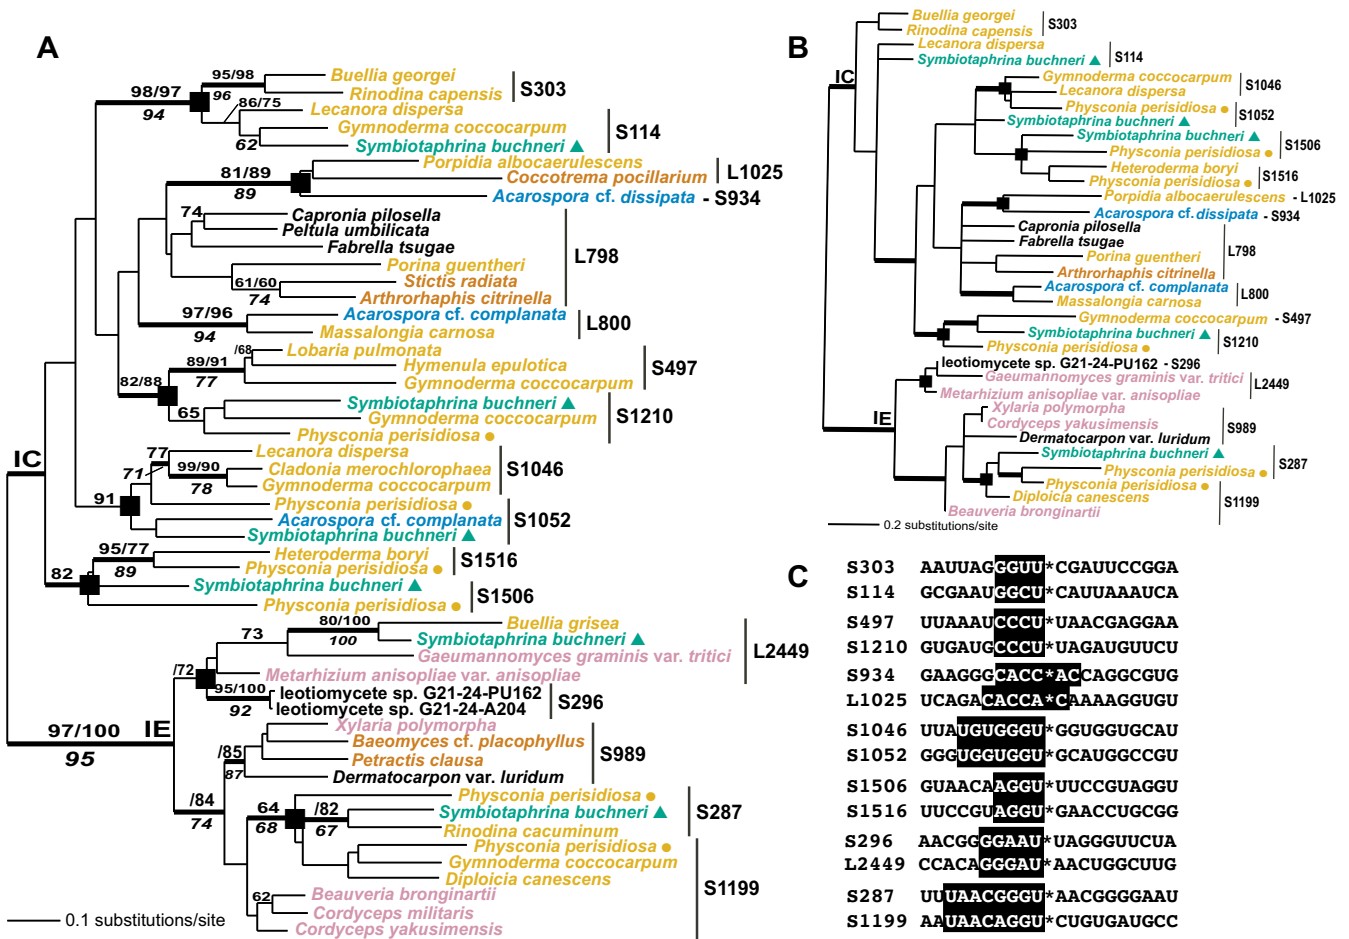 A
98/97
94
95/98
96
86/75
62
Buellia georgei
Rinodina capensis
S303
Lecanora dispersa
Gymnoderma coccocarpum
Symbiotaphrina buchneri ▲
S114
81/89
89
Porpidia albocaerulescens
Coccotrema pocillarium
L1025
Acarospora cf. dissipata - S934
74
Capronia pilosella
Peltula umbilicata
Fabrella tsugae
Porina guentheri
61/60
74
Stictis radiata
Arthrorhaphis citrinella
L798
97/96
94
Acarospora cf. complanata
Massalongia carnosa
L800
82/88
89/91
77
/68
Lobaria pulmonata
Hymenula epulotica
Gymnoderma coccocarpum
S497
65
Symbiotaphrina buchneri ▲
Gymnoderma coccocarpum
Physconia perisidiosa ●
S1210
IC
91
77
71
99/90
78
Lecanora dispersa
Cladonia merochlorophaea
Gymnoderma coccocarpum
S1046
Physconia perisidiosa ●
Acarospora cf. complanata
Symbiotaphrina buchneri ▲
S1052
82
95/77
89
Heteroderma boryi
Physconia perisidiosa ●
S1516
Symbiotaphrina buchneri ▲
Physconia perisidiosa ●
S1506
97/100
95
IE
/72
73
80/100
100
Buellia grisea
Symbiotaphrina buchneri ▲
Gaeumannomyces graminis var. tritici
Metarhizium anisopliae var. anisopliae
L2449
95/100
92
leotiomycete sp. G21-24-PU162
leotiomycete sp. G21-24-A204
S296
/84
74
/85
87
Xylaria polymorpha
Baeomyces cf. placophyllus
Petractis clausa
Dermatocarpon var. luridum
S989
64
68
/82
67
Physconia perisidiosa ●
Symbiotaphrina buchneri ▲
Rinodina cacuminum
S287
Physconia perisidiosa ●
Gymnoderma coccocarpum
Diploicia canescens
62
Beauveria bronginartii
Cordyceps militaris
Cordyceps yakusimensis
S1199
0.1 substitutions/site
B
IC
Buellia georgei
Rinodina capensis
S303
Lecanora dispersa
Symbiotaphrina buchneri ▲
S114
Gymnoderma coccocarpum
Lecanora dispersa
S1046
Physconia perisidiosa ●
Symbiotaphrina buchneri ▲
S1052
Symbiotaphrina buchneri ▲
Physconia perisidiosa ●
S1506
Heteroderma boryi
Physconia perisidiosa ●
S1516
Porpidia albocaerulescens - L1025
Acarospora cf. dissipata - S934
Capronia pilosella
Fabrella tsugae
Porina guentheri
Arthrorhaphis citrinella
L798
Acarospora cf. complanata
Massalongia carnosa
L800
Gymnoderma coccocarpum - S497
Symbiotaphrina buchneri ▲
Physconia perisidiosa ●
S1210
IE
leotiomycete sp. G21-24-PU162 - S296
Gaeumannomyces graminis var. tritici
Metarhizium anisopliae var. anisopliae
L2449
Xylaria polymorpha
Cordyceps yakusimensis
Dermatocarpon var. luridum
S989
Symbiotaphrina buchneri ▲
Physconia perisidiosa ●
S287
Physconia perisidiosa ●
Diploicia canescens
Beauveria bronginartii
S1199
0.2 substitutions/site
C
S303 AAUUAGGGUU*CGAUUCCGGA
S114 GCGAAUGGCU*CAUUAAAUCA
S497 UUAAAUCCCU*UAACGAGGAA
S1210 GUGAUGCCCU*UAGAUGUUCU
S934 GAAGGGCACC*ACCAGGCGUG
L1025 UCAGACACCA*CAAAAGGUGU
S1046 UUAUGUGGGU*GGUGGUGCAU
S1052 GGGUGGUGGU*GCAUGGCCGU
S1506 GUAACAAGGU*UUCCGUAGGU
S1516 UUCCGUAGGU*GAACCUGCGG
S296 AACGGGGAAU*UAGGGUUCUA
L2449 CCACAGGGAU*AACUGGCUUG
S287 UUUAACGGGU*AACGGGGAAU
S1199 AAUAACAGGU*CUGUGAUGCC